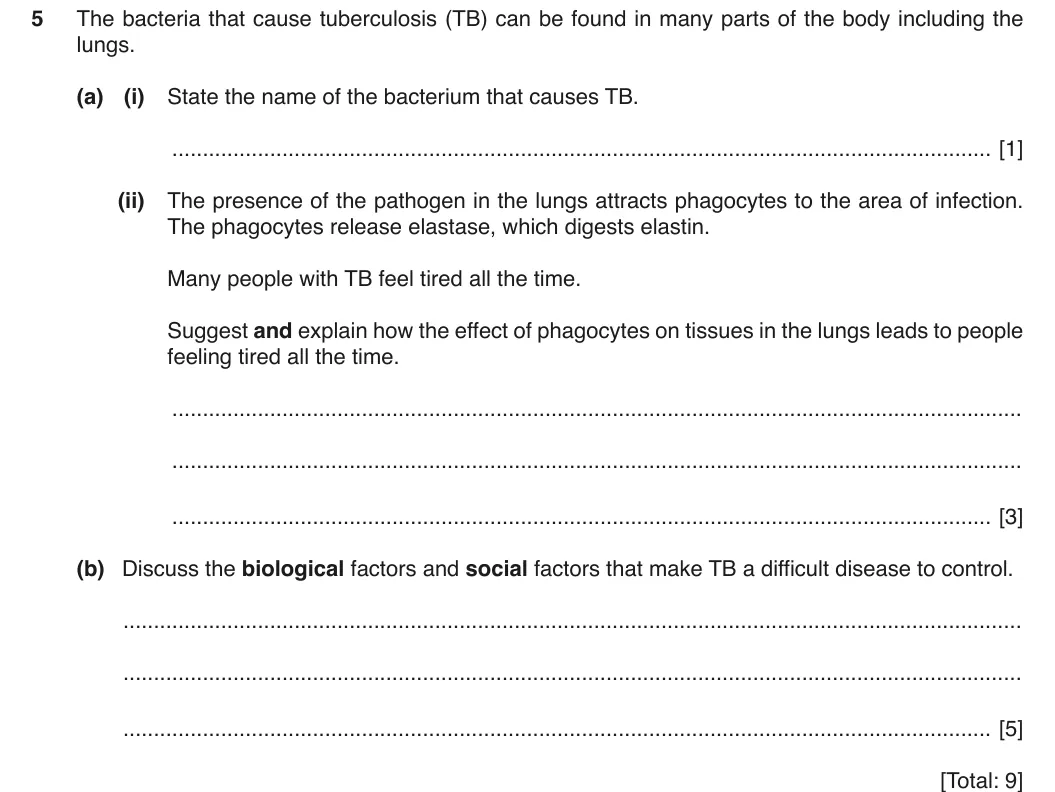 5 The bacteria that cause tuberculosis (TB) can be found in many parts of the body including the
lungs.
(a) (i) State the name of the bacterium that causes TB.
.......................................................................................................................................... [1]
(ii) The presence of the pathogen in the lungs attracts phagocytes to the area of infection.
The phagocytes release elastase, which digests elastin.
Many people with TB feel tired all the time.
Suggest and explain how the effect of phagocytes on tissues in the lungs leads to people
feeling tired all the time.
...............................................................................................................................................
...............................................................................................................................................
.......................................................................................................................................... [3]
(b) Discuss the biological factors and social factors that make TB a difficult disease to control.
.......................................................................................................................................................
.......................................................................................................................................................
.................................................................................................................................................. [5]
[Total: 9]